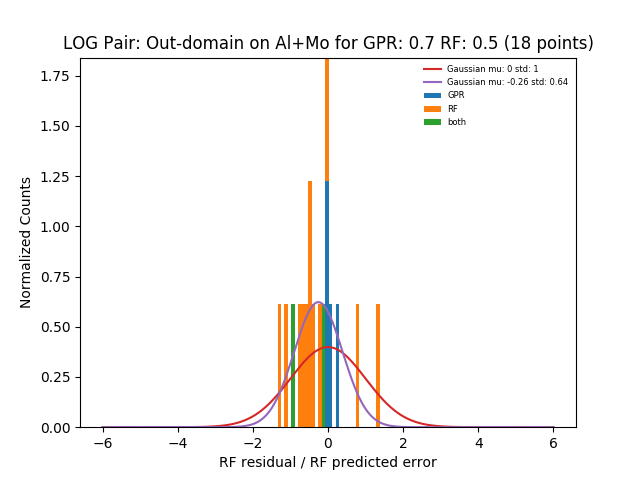 LOG Pair: Out-domain on Al+Mo for GPR: 0.7 RF: 0.5 (18 points)
Gaussian mu: 0 std: 1
Gaussian mu: -0.26 std: 0.64
GPR
RF
both
Normalized Counts
1.75
1.50
1.25
1.00
0.75
0.50
0.25
0.00
−6 −4 −2 0 2 4 6
RF residual / RF predicted error